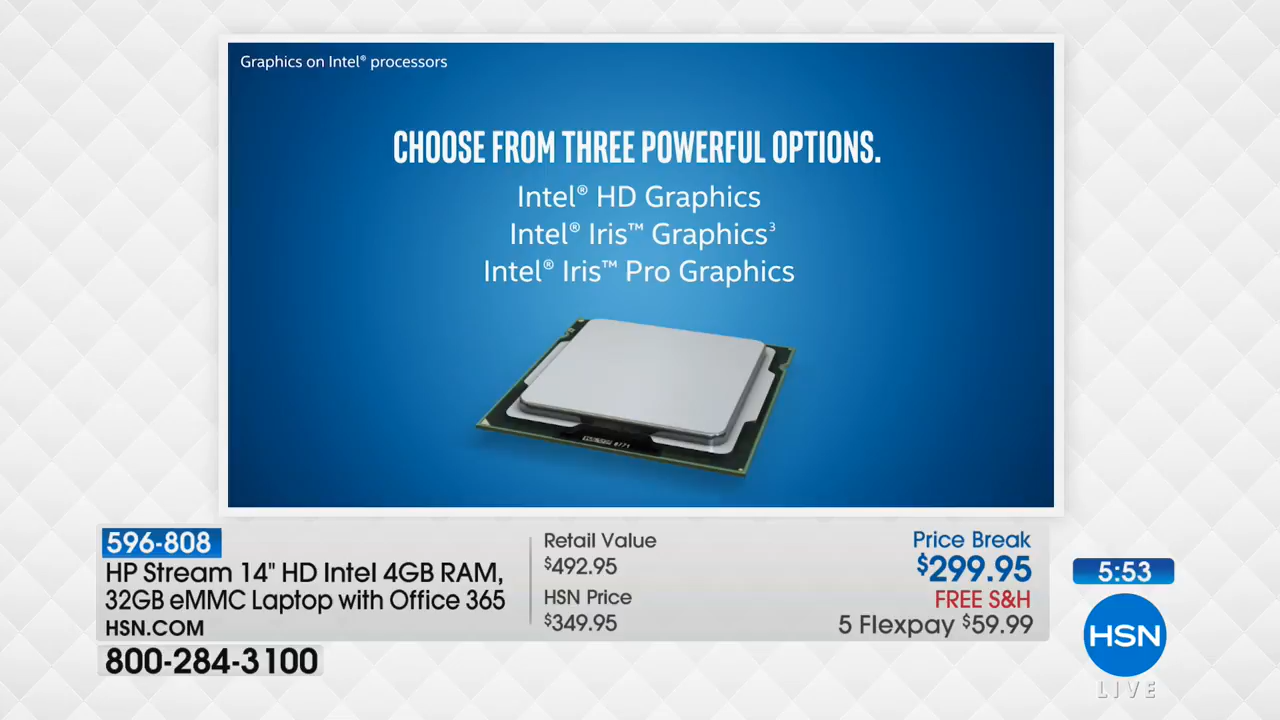 Graphics on Intel® processors
CHOOSE FROM THREE POWERFUL OPTIONS.
Intel® HD Graphics
Intel® Iris™ Graphics³
Intel® Iris™ Pro Graphics
596-808
HP Stream 14" HD Intel 4GB RAM,
32GB eMMC Laptop with Office 365
HSN.COM
800-284-3100
Retail Value
$492.95
HSN Price
$349.95
Price Break
$299.95
FREE S&H
5 Flexpay $59.99
5:53
HSN
LIVE